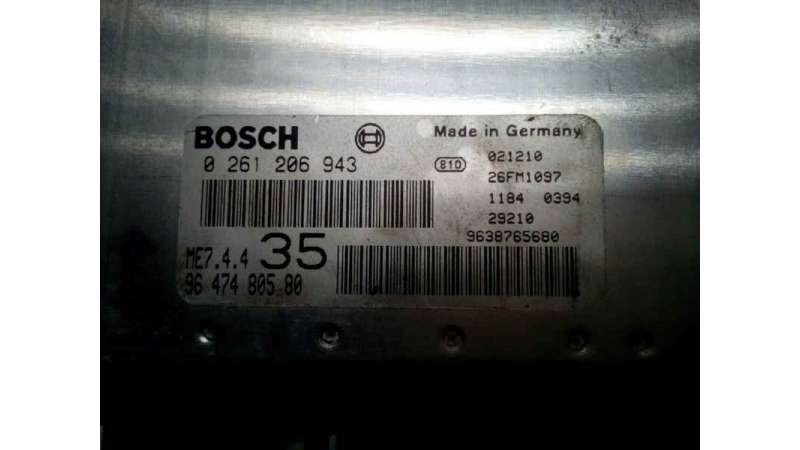 BOSCH
Made in Germany
0 261 206 943
810
021210
26FM1097
1184 0394
29210
9638765680
ME7.4.4 35
96 474 805 80